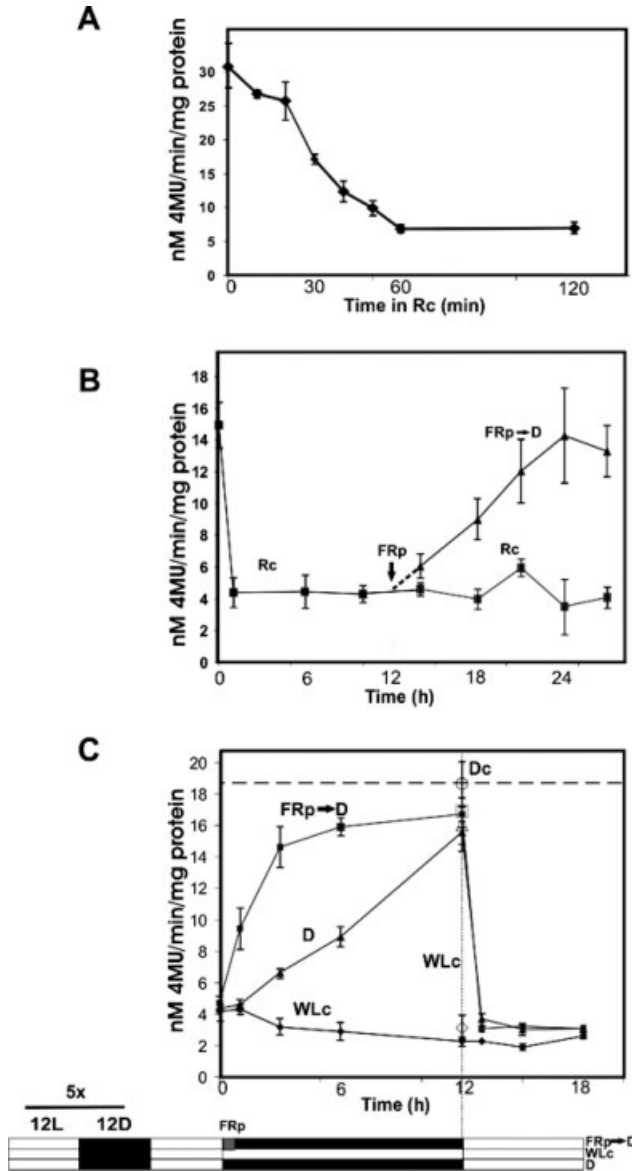 A
nM 4MU/min/mg protein
30
25
20
15
10
5
0
0 30 60 120
Time in Rc (min)
B
nM 4MU/min/mg protein
18
16
14
12
10
8
6
4
2
0
FRp→D
FRp
Rc
Rc
0 6 12 18 24
Time (h)
C
nM 4MU/min/mg protein
20
18
16
14
12
10
8
6
4
2
0
Dc
FRp→D
D
WLc
WLc
0 6 12 18
Time (h)
5x
12L 12D
FRp
FRp→D
WLc
D